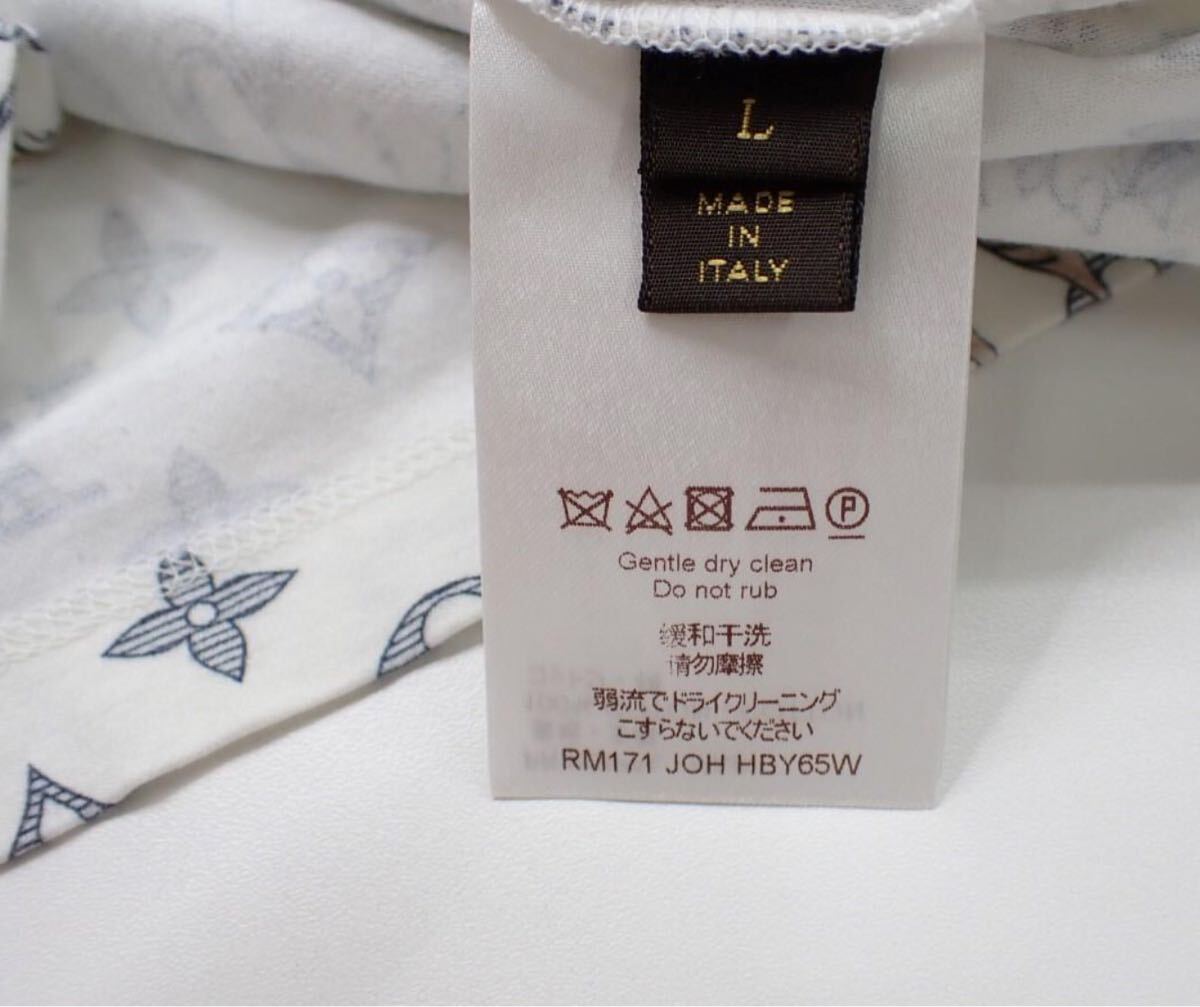 L
MADE
IN
ITALY
P
Gentle dry clean
Do not rub
缓和干洗
请勿摩擦
弱流でドライクリーニング
こすらないでください
RM171 JOH HBY65W